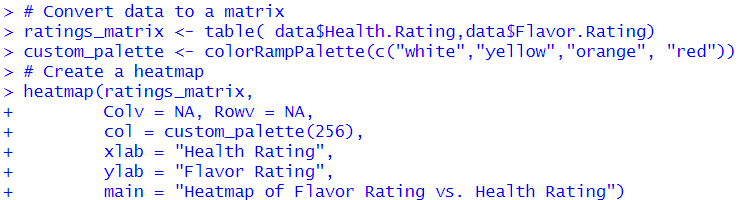 > # Convert data to a matrix
> ratings_matrix <- table( data$Health.Rating,data$Flavor.Rating)
> custom_palette <- colorRampPalette(c("white","yellow","orange", "red"))
> # Create a heatmap
> heatmap(ratings_matrix,
+         Colv = NA, Rowv = NA,
+         col = custom_palette(256),
+         xlab = "Health Rating",
+         ylab = "Flavor Rating",
+         main = "Heatmap of Flavor Rating vs. Health Rating")